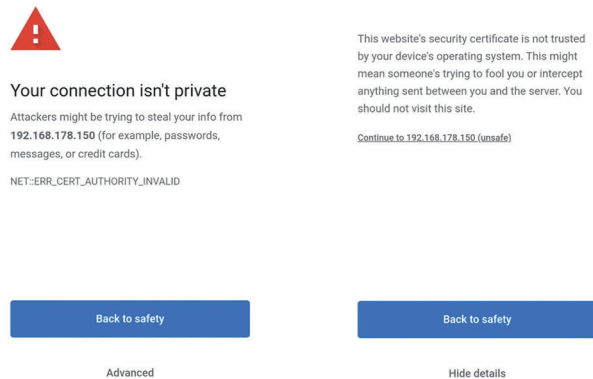 Your connection isn't private
Attackers might be trying to steal your info from
192.168.178.150 (for example, passwords,
messages, or credit cards).
NET::ERR_CERT_AUTHORITY_INVALID
Back to safety
Advanced
This website's security certificate is not trusted
by your device's operating system. This might
mean someone's trying to fool you or intercept
anything sent between you and the server. You
should not visit this site.
Continue to 192.168.178.150 (unsafe)
Back to safety
Hide details